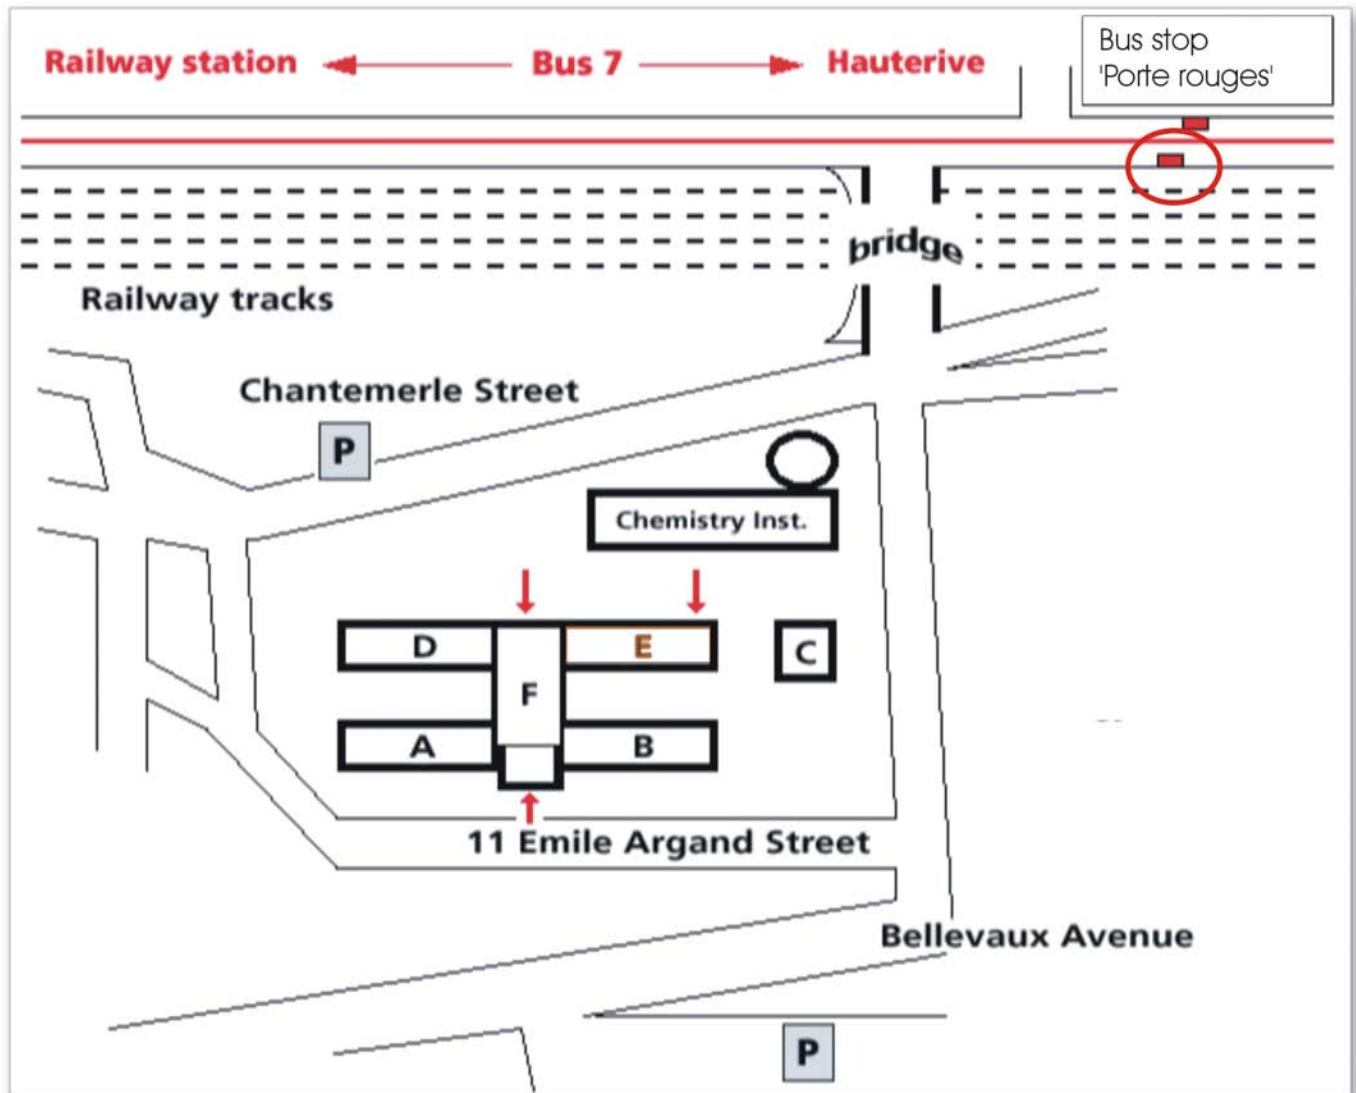 Railway station
Bus 7
Hauterive
Bus stop
'Porte rouges'
bridge
Railway tracks
Chantemerle Street
P
Chemistry Inst.
D
E
C
F
A
B
11 Emile Argand Street
Bellevaux Avenue
P